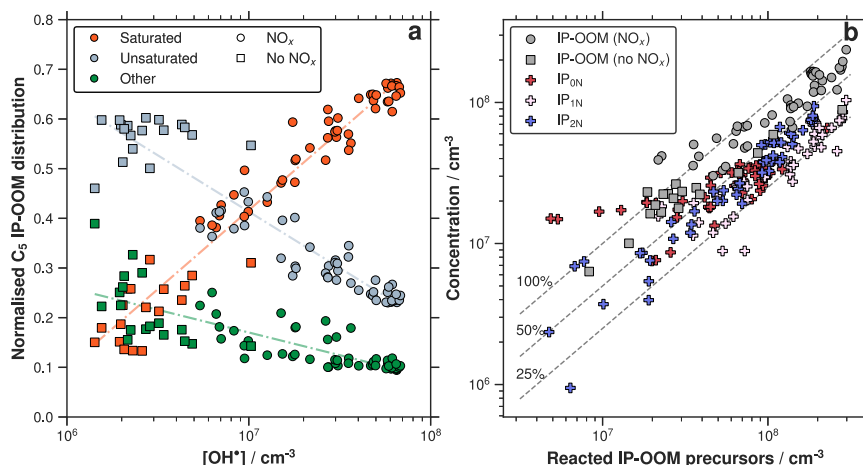 a
Saturated
Unsaturated
Other
NOx
No NOx
0.8
0.7
0.6
0.5
0.4
0.3
0.2
0.1
0.0
Normalised C5 IP-OOM distribution
10^6
10^7
10^8
[OH•] / cm⁻³
b
IP-OOM (NOx)
IP-OOM (no NOx)
IP0N
IP1N
IP2N
10^8
10^7
10^6
Concentration / cm⁻³
100%
50%
25%
10^7
10^8
Reacted IP-OOM precursors / cm⁻³